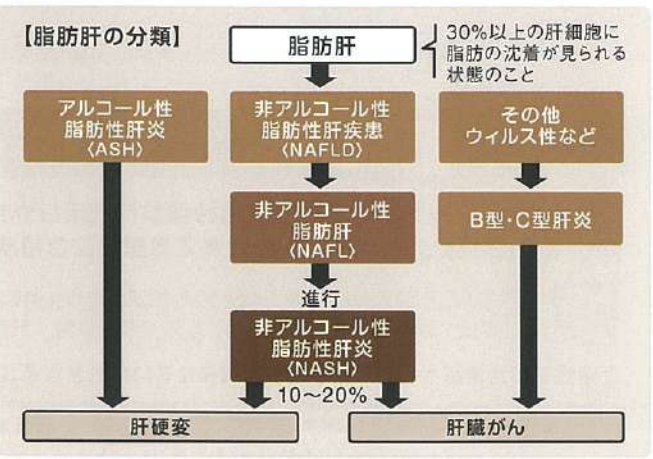 【脂肪肝の分類】
脂肪肝
30%以上の肝細胞に
脂肪の沈着が見られる
状態のこと
アルコール性
脂肪性肝炎
〈ASH〉
非アルコール性
脂肪性肝疾患
〈NAFLD〉
その他
ウィルス性など
非アルコール性
脂肪肝
〈NAFL〉
B型・C型肝炎
進行
非アルコール性
脂肪性肝炎
〈NASH〉
10〜20%
肝硬変
肝臓がん